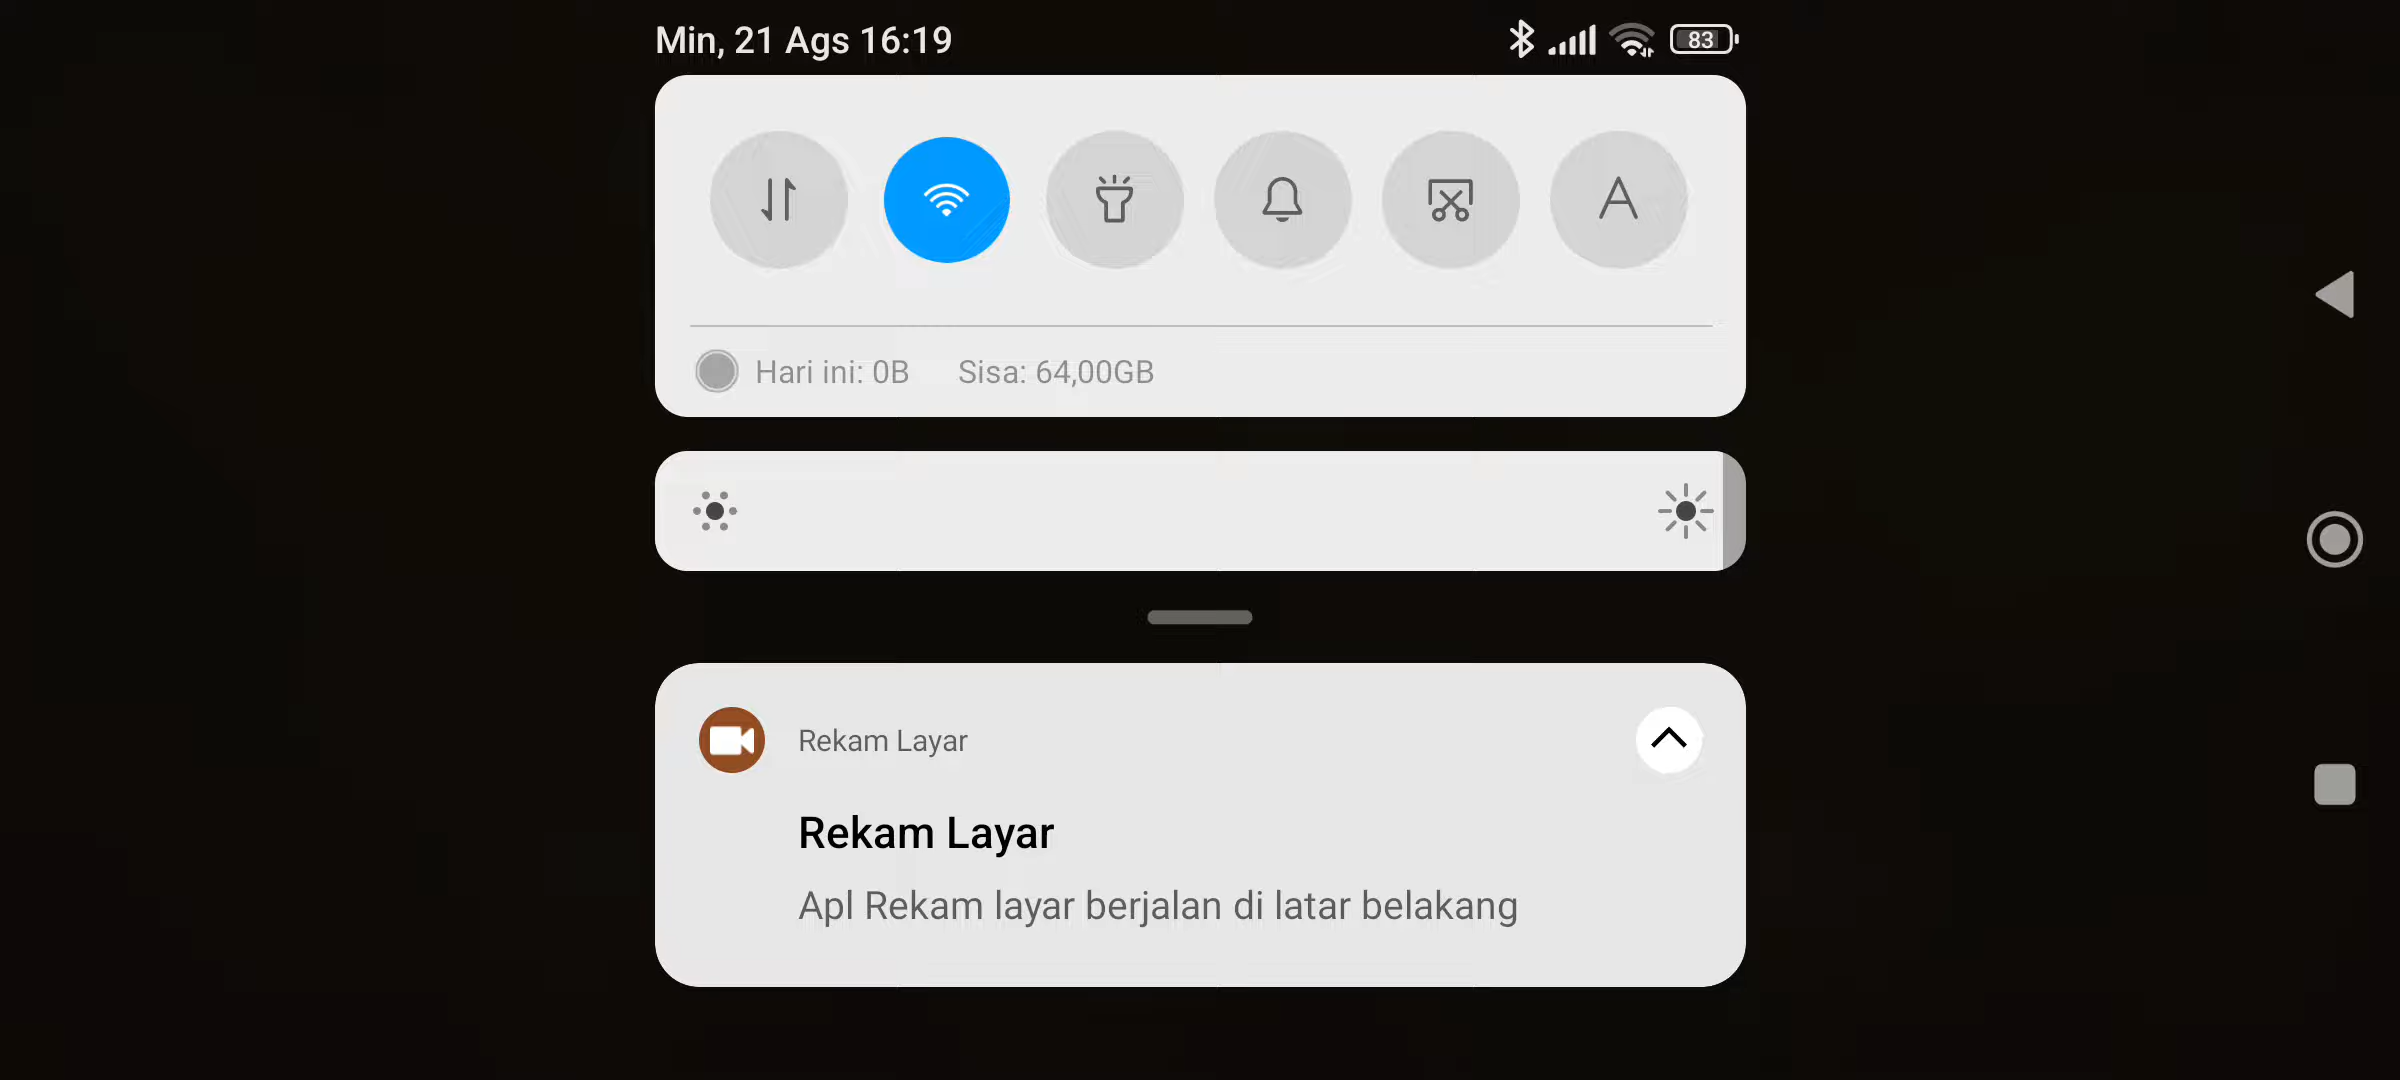 Min, 21 Ags 16:19
83
A
Hari ini: 0B Sisa: 64,00GB
Rekam Layar
Rekam Layar
Apl Rekam layar berjalan di latar belakang